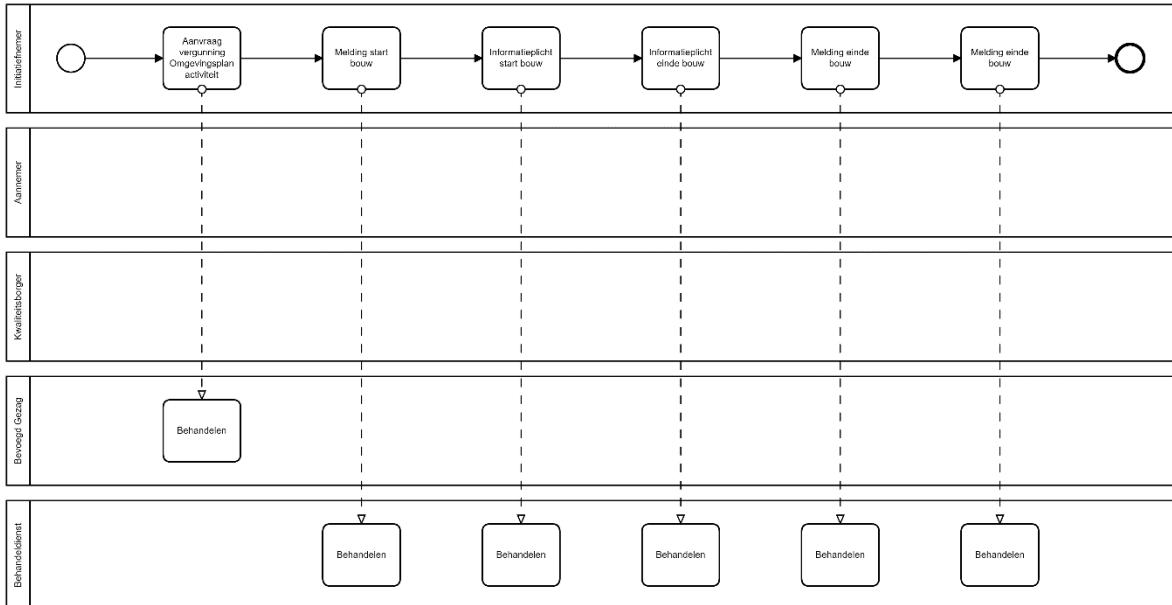 Initiatiefnemer
Aanvraag
vergunning
Omgevingsplan
activiteit
Melding start
bouw
Informatieplicht
start bouw
Informatieplicht
einde bouw
Melding einde
bouw
Melding einde
bouw
Aannemer
Kwaliteitsborger
Bevoegd Gezag
Behandelen
Behandeldienst
Behandelen
Behandelen
Behandelen
Behandelen
Behandelen